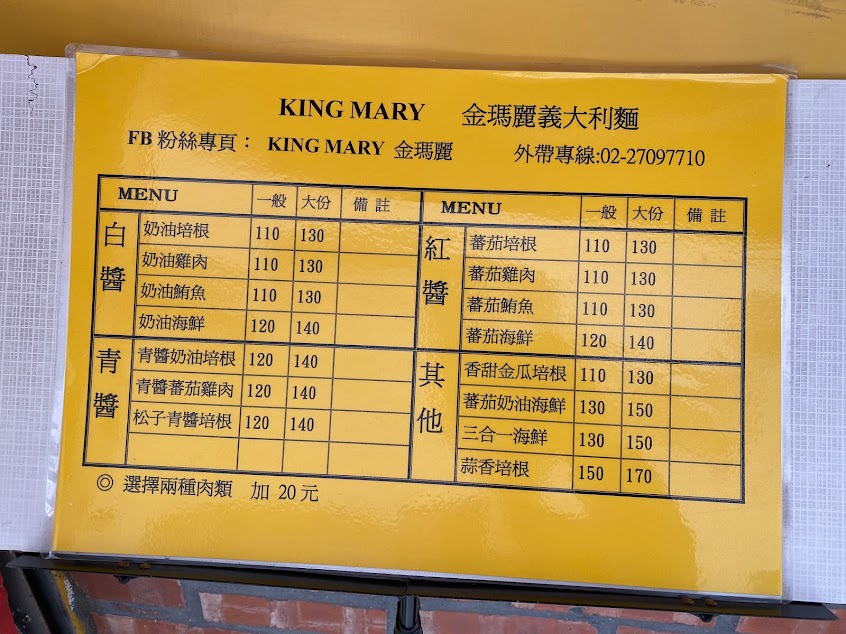 KING MARY 金瑪麗義大利麵
FB 粉絲專頁： KING MARY 金瑪麗 外帶專線:02-27097710
MENU 一般 大份 備註
白醬
奶油培根 110 130
奶油雞肉 110 130
奶油鮪魚 110 130
奶油海鮮 120 140
青醬
青醬奶油培根 120 140
青醬蕃茄雞肉 120 140
松子青醬培根 120 140
MENU 一般 大份 備註
紅醬
蕃茄培根 110 130
蕃茄雞肉 110 130
蕃茄鮪魚 110 130
蕃茄海鮮 120 140
其他
香甜金瓜培根 110 130
蕃茄奶油海鮮 130 150
三合一海鮮 130 150
蒜香培根 150 170
◎ 選擇兩種肉類 加 20 元